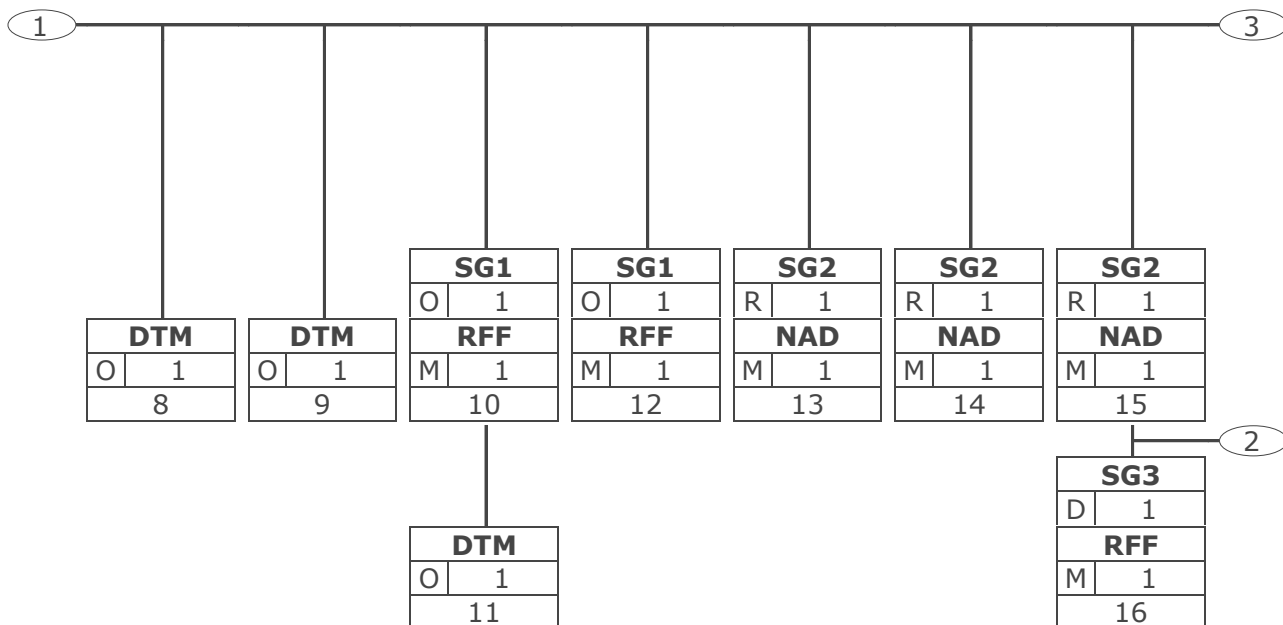 1 3
SG1 SG1 SG2 SG2 SG2
O 1 O 1 R 1 R 1 R 1
DTM DTM RFF RFF NAD NAD NAD
O 1 O 1 M 1 M 1 M 1 M 1 M 1
8 9 10 12 13 14 15
2
SG3
D 1
DTM RFF
O 1 M 1
11 16